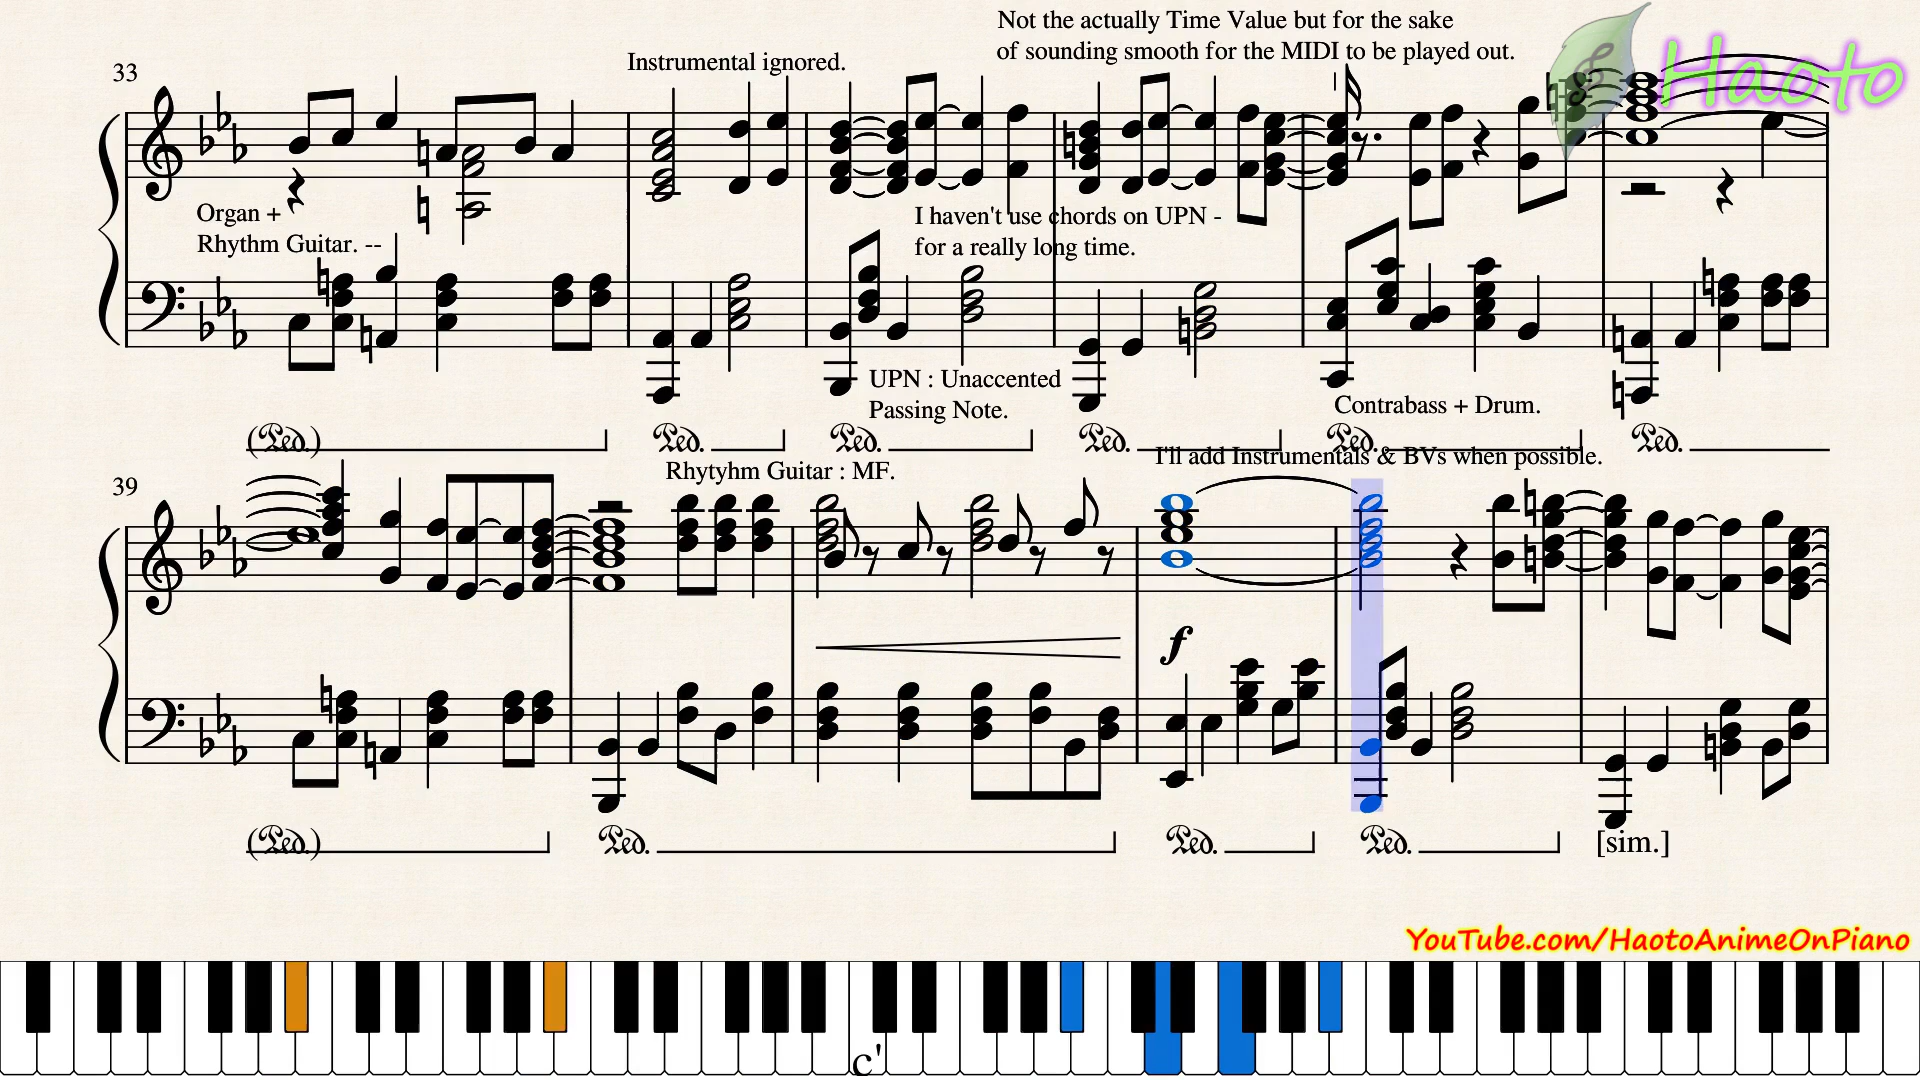 Not the actually Time Value but for the sake
of sounding smooth for the MIDI to be played out.
Haoto
Instrumental ignored.
33
Organ +
Rhythm Guitar. --
I haven't use chords on UPN -
for a really long time.
UPN : Unaccented
Passing Note.
Contrabass + Drum.
(Ped.)
Ped.
Ped.
Ped.
Ped.
Ped.
I'll add Instrumentals & BVs when possible.
Rhytyhm Guitar : MF.
39
f
(Ped.)
Ped.
Ped.
Ped.
[sim.]
YouTube.com/HaotoAnimeOnPiano
c'